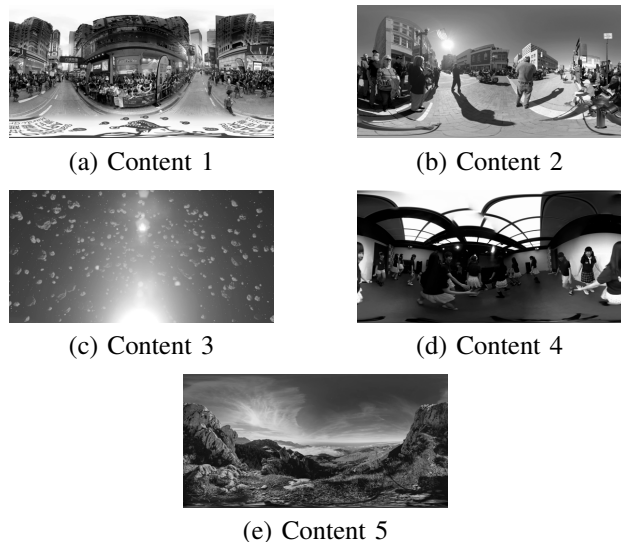 (a) Content 1
(b) Content 2
(c) Content 3
(d) Content 4
(e) Content 5